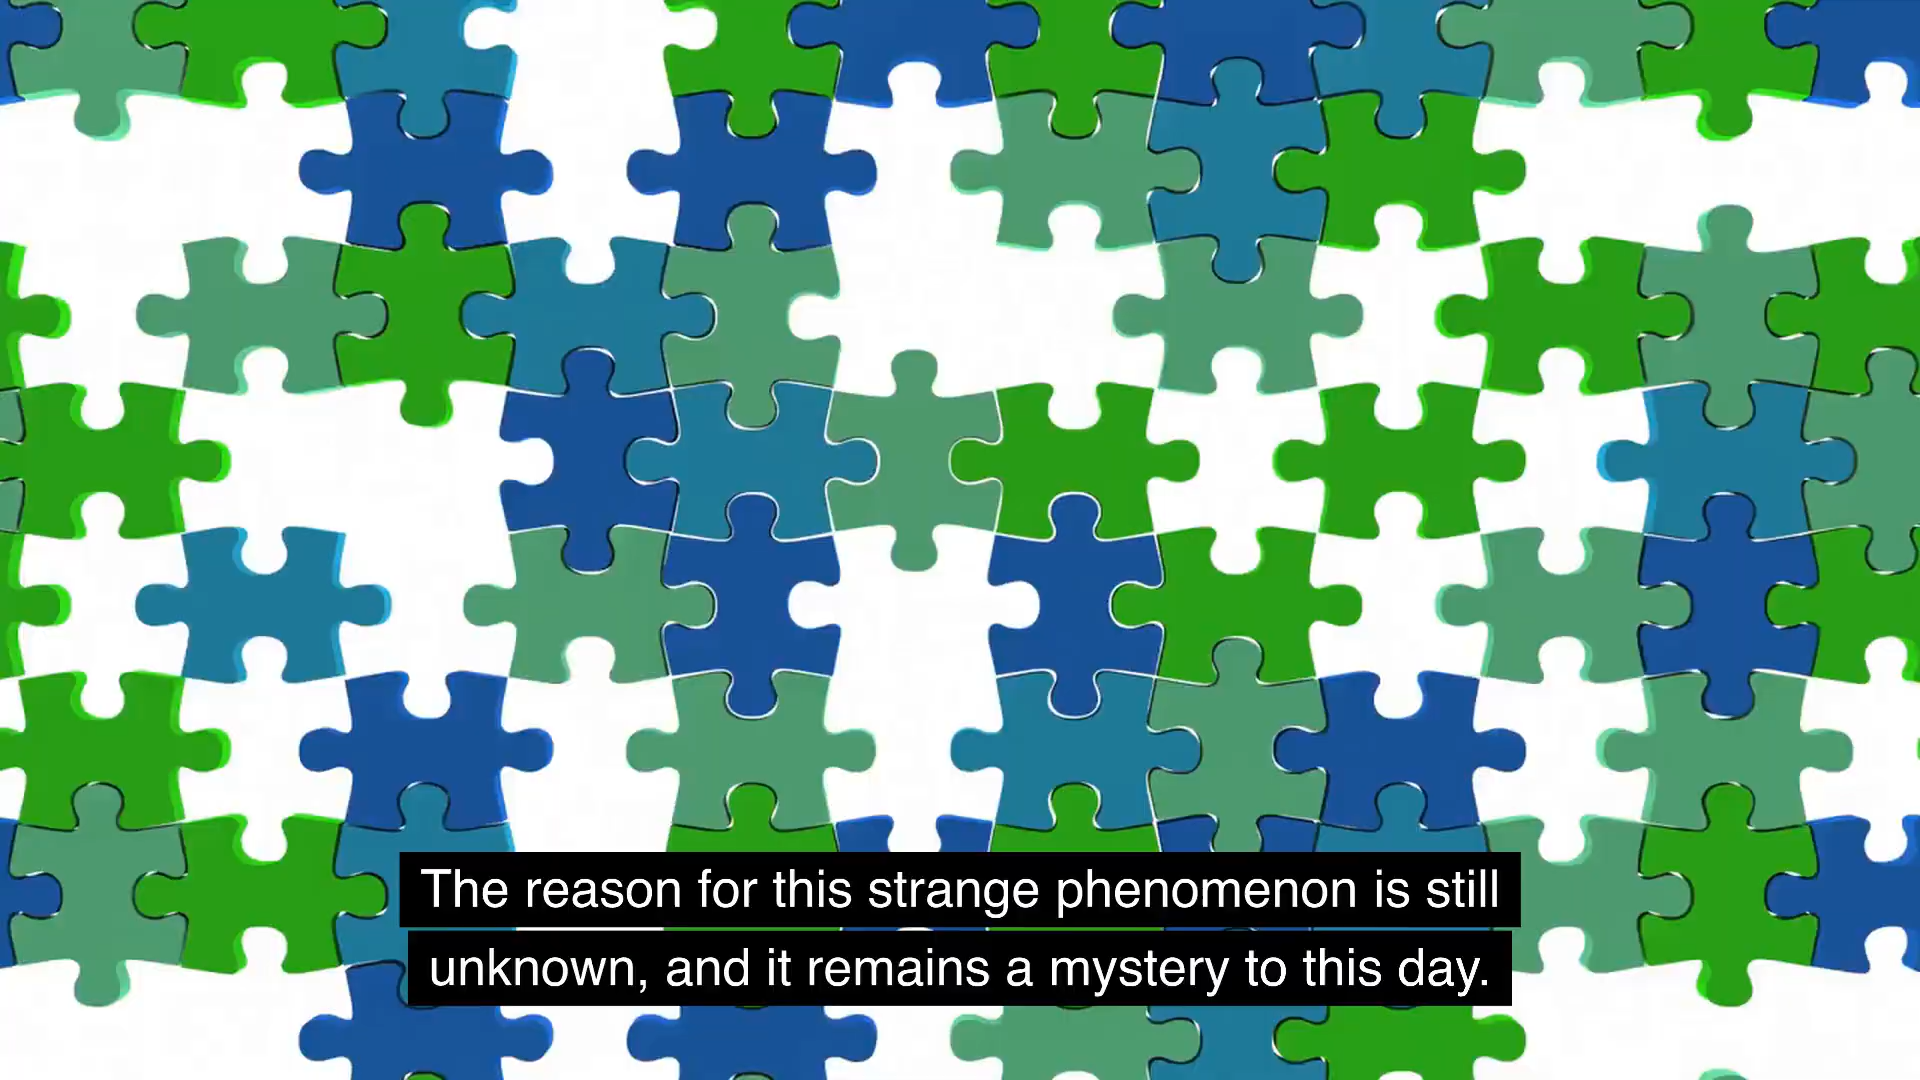 The reason for this strange phenomenon is still
unknown, and it remains a mystery to this day.